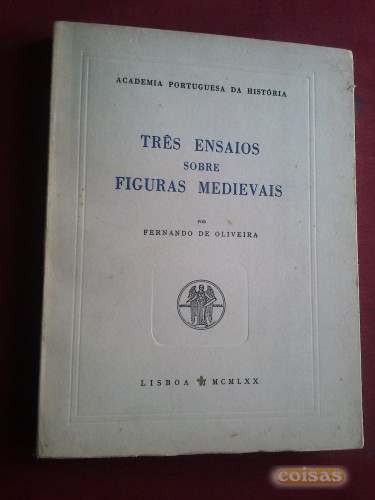 ACADEMIA PORTUGUESA DA HISTÓRIA
TRÊS ENSAIOS
SOBRE
FIGURAS MEDIEVAIS
POR
FERNANDO DE OLIVEIRA
LISBOA MCMLXX
coisas